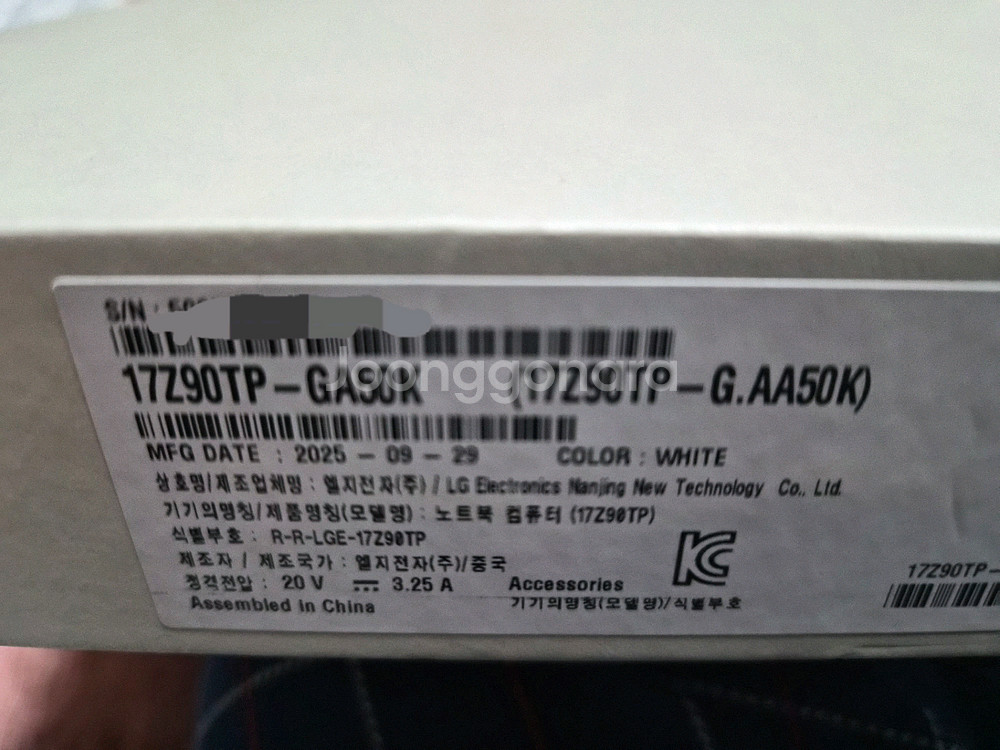 S/N :
Joonggonara
17Z90TP-GA50K (17Z90TP-G.AA50K)
MFG DATE : 2025 - 09 - 29 COLOR : WHITE
상호명/제조업체명 : 엘지전자(주) / LG Electronics Nanjing New Technology Co., Ltd.
기기의명칭/제품명칭(모델명) : 노트북 컴퓨터 (17Z90TP)
식별부호 : R-R-LGE-17Z90TP
제조자 / 제조국가 : 엘지전자(주)/중국
정격전압 : 20 V ⎓ 3.25 A
Assembled in China
Accessories
기기의명칭(모델명)/식별부호
KC
17Z90TP-